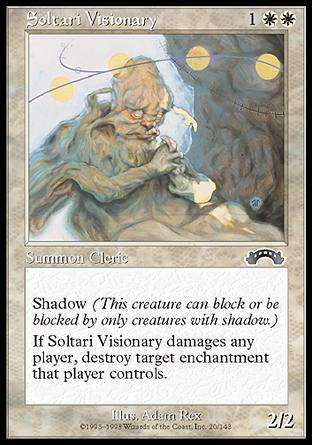 Soltari Visionary 1
Summon Cleric
Shadow (This creature can block or be
blocked by only creatures with shadow.)
If Soltari Visionary damages any
player, destroy target enchantment
that player controls.
Illus. Adam Rex
©1993-1998 Wizards of the Coast, Inc. 20/143
2/2